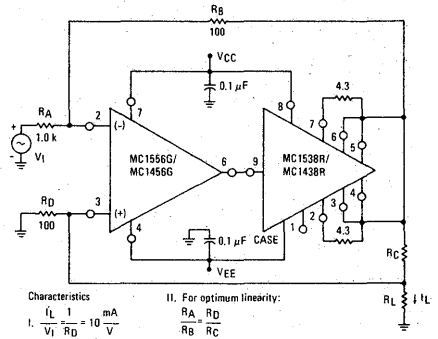 RB
100
VCC
0.1 µF
8
4.3
7
6
5
RA
1.0 k
2
(-)
7
+
-
VI
MC1556G/
MC1456G
6
9
MC1538R/
MC1438R
RD
100
3
(+)
4
0.1 µF
CASE
1
2
3
4
4.3
VEE
RC
RL
IL
Characteristics
I. IL/VI = 1/RD = 10 mA/V
II. For optimum linearity:
RA/RB = RD/RC